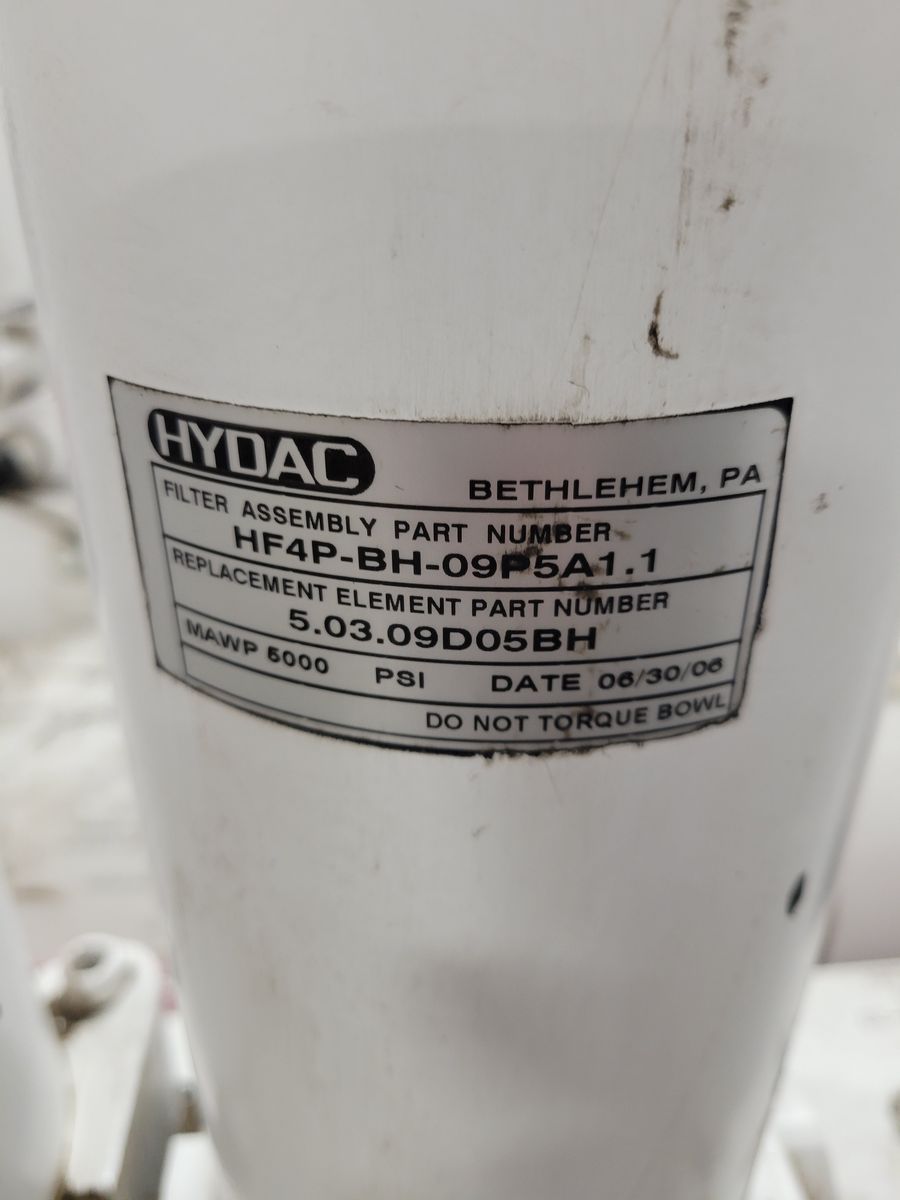 HYDAC
BETHLEHEM, PA
FILTER ASSEMBLY PART NUMBER
HF4P-BH-09P5A1.1
REPLACEMENT ELEMENT PART NUMBER
5.03.09D05BH
MAWP 5000 PSI DATE 06/30/06
DO NOT TORQUE BOWL